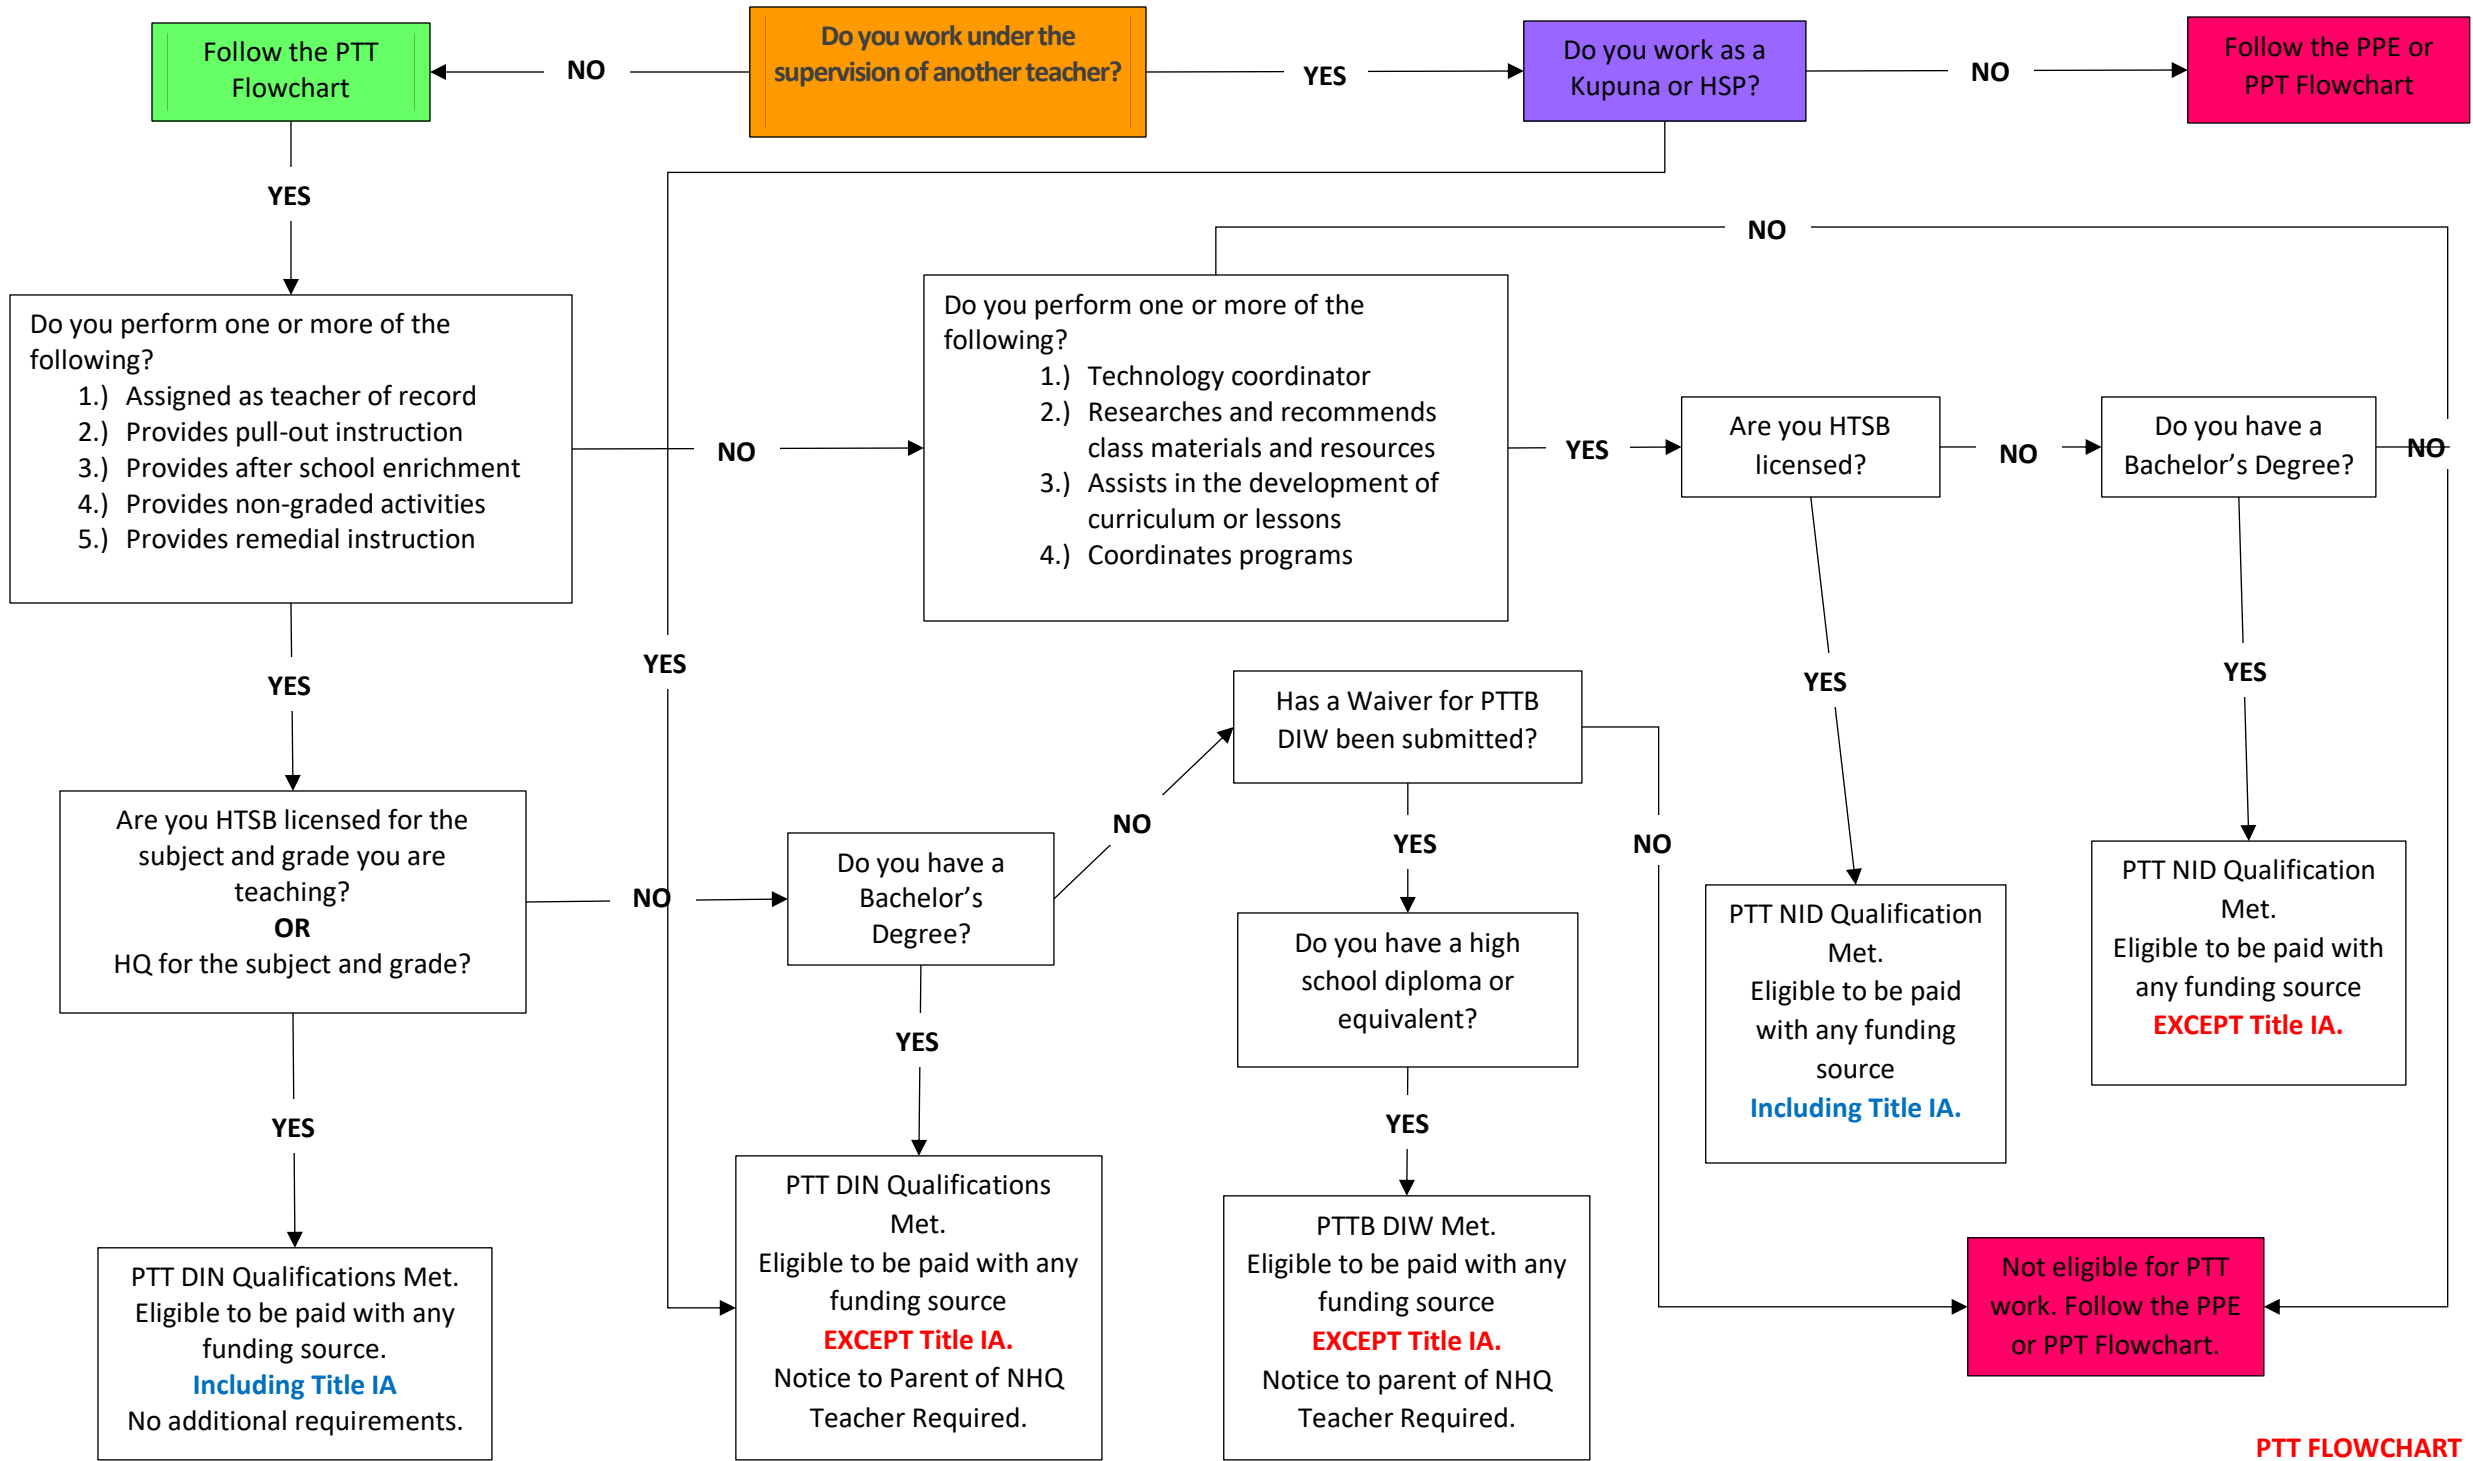 Follow the PTT
Flowchart
NO
Do you work under the
supervision of another teacher?
YES
Do you work as a
Kupuna or HSP?
NO
Follow the PPE or
PPT Flowchart
YES
NO
Do you perform one or more of the
following?
1.) Assigned as teacher of record
2.) Provides pull-out instruction
3.) Provides after school enrichment
4.) Provides non-graded activities
5.) Provides remedial instruction
NO
Do you perform one or more of the
following?
1.) Technology coordinator
2.) Researches and recommends
class materials and resources
3.) Assists in the development of
curriculum or lessons
4.) Coordinates programs
YES
Are you HTSB
licensed?
NO
Do you have a
Bachelor’s Degree?
NO
YES
YES
YES
YES
Has a Waiver for PTTB
DIW been submitted?
Are you HTSB licensed for the
subject and grade you are
teaching?
OR
HQ for the subject and grade?
NO
Do you have a
Bachelor’s
Degree?
NO
YES
NO
Do you have a high
school diploma or
equivalent?
PTT NID Qualification
Met.
Eligible to be paid
with any funding
source
Including Title IA.
PTT NID Qualification
Met.
Eligible to be paid with
any funding source
EXCEPT Title IA.
YES
YES
YES
PTT DIN Qualifications Met.
Eligible to be paid with any
funding source.
Including Title IA
No additional requirements.
PTT DIN Qualifications
Met.
Eligible to be paid with any
funding source
EXCEPT Title IA.
Notice to Parent of NHQ
Teacher Required.
PTTB DIW Met.
Eligible to be paid with any
funding source
EXCEPT Title IA.
Notice to parent of NHQ
Teacher Required.
Not eligible for PTT
work. Follow the PPE
or PPT Flowchart.
PTT FLOWCHART